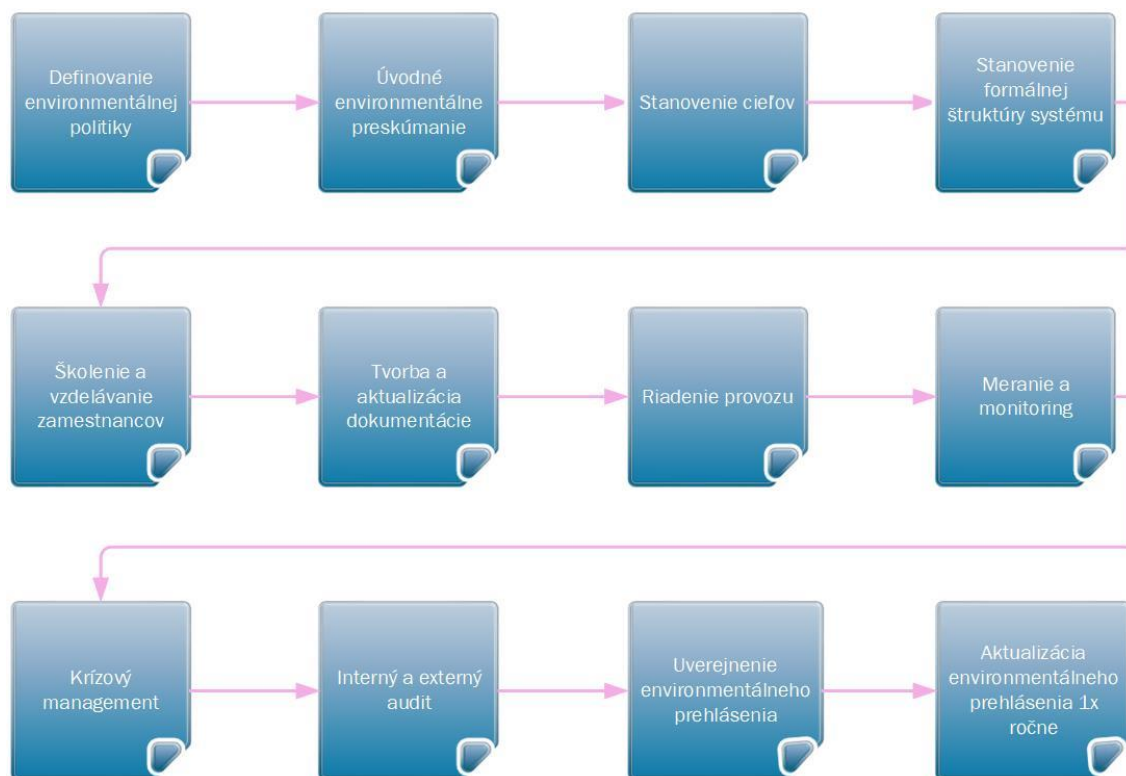 Definovanie
environmentálnej
politiky
Úvodné
environmentálne
preskúmanie
Stanovenie cieľov
Stanovenie
formálnej
štruktúry systému
Školenie a
vzdelávanie
zamestnancov
Tvorba a
aktualizácia
dokumentácie
Riadenie provozu
Meranie a
monitoring
Krízový
management
Interný a externý
audit
Uverejnenie
environmentálneho
prehlásenia
Aktualizácia
environmentálneho
prehlásenia 1x
ročne